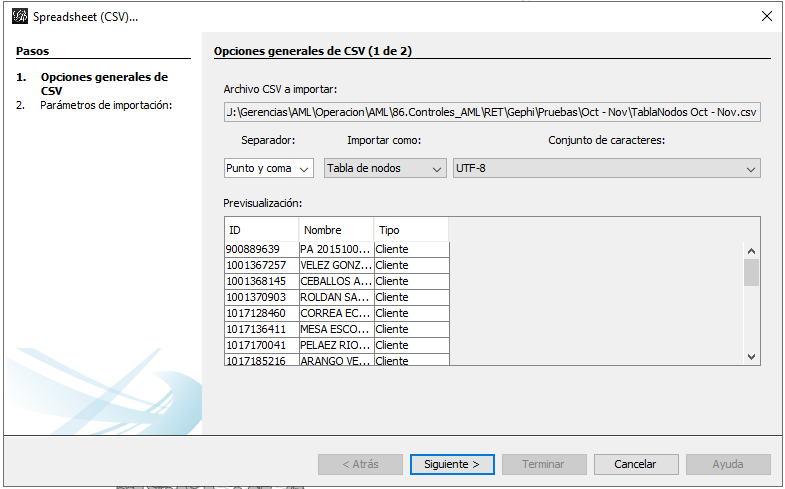 Spreadsheet (CSV)...
Pasos
1. Opciones generales de
CSV
2. Parámetros de importación:
Opciones generales de CSV (1 de 2)
Archivo CSV a importar:
J:\Gerencias\AML\Operacion\AML\86.Controles_AML\RET\Gephi\Pruebas\Oct - Nov\TablaNodos Oct - Nov.csv
Separador: Importar como: Conjunto de caracteres:
Punto y coma Tabla de nodos UTF-8
Previsualización:
ID Nombre Tipo
900889639 PA 2015100... Cliente
1001367257 VELEZ GONZ... Cliente
1001368145 CEBALLOS A... Cliente
1001370903 ROLDAN SA... Cliente
1017128460 CORREA EC... Cliente
1017136411 MESA ESCO... Cliente
1017170041 PELAEZ RIO... Cliente
1017185216 ARANGO VE... Cliente
< Atrás Siguiente > Terminar Cancelar Ayuda